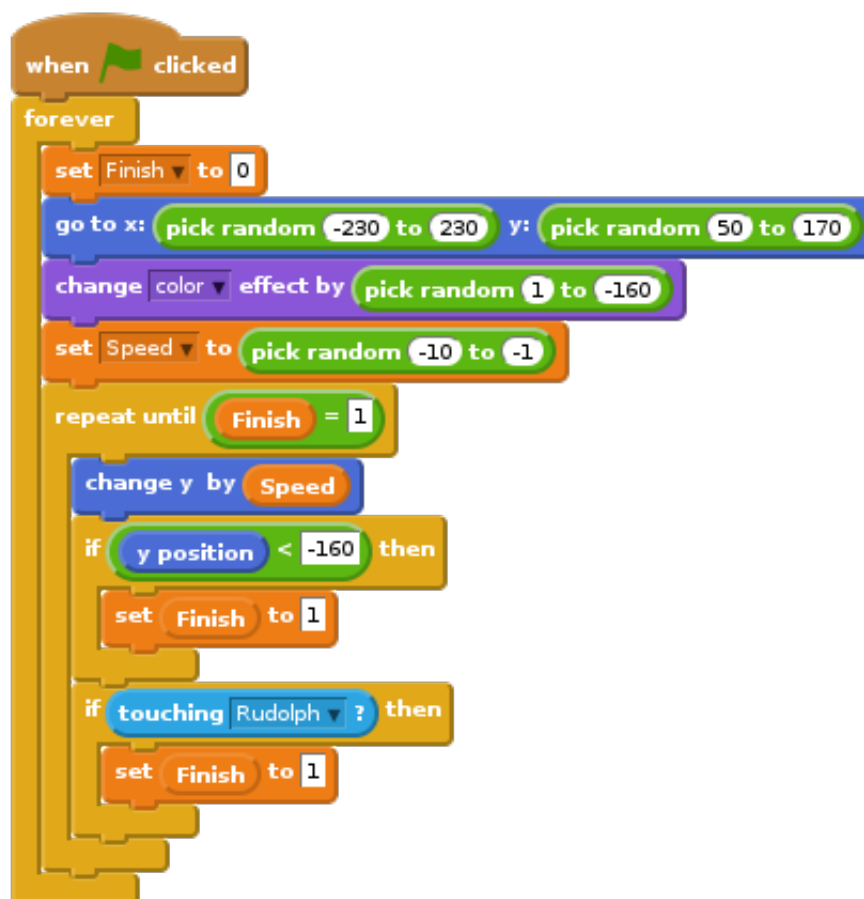 when clicked
forever
set Finish to 0
go to x: pick random -230 to 230 y: pick random 50 to 170
change color effect by pick random 1 to -160
set Speed to pick random -10 to -1
repeat until Finish = 1
change y by Speed
if y position < -160 then
set Finish to 1
if touching Rudolph ? then
set Finish to 1